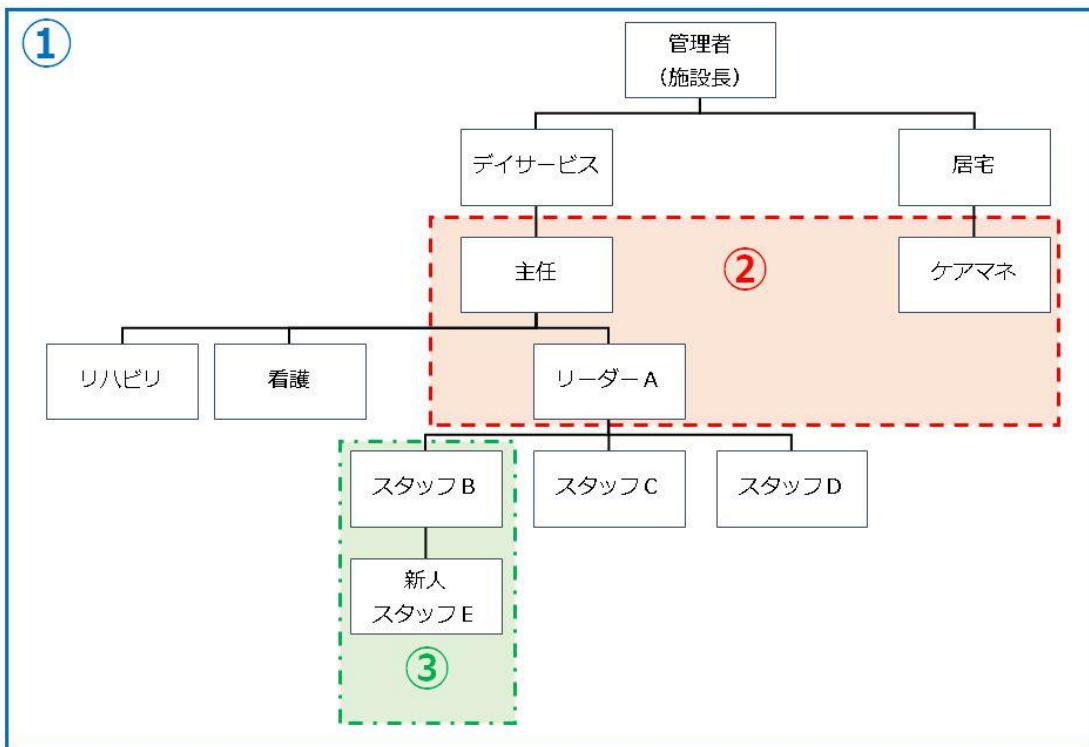 ①
管理者
(施設長)
デイサービス
居宅
主任
②
ケアマネ
リハビリ
看護
リーダーA
スタッフB
スタッフC
スタッフD
新人
スタッフE
③